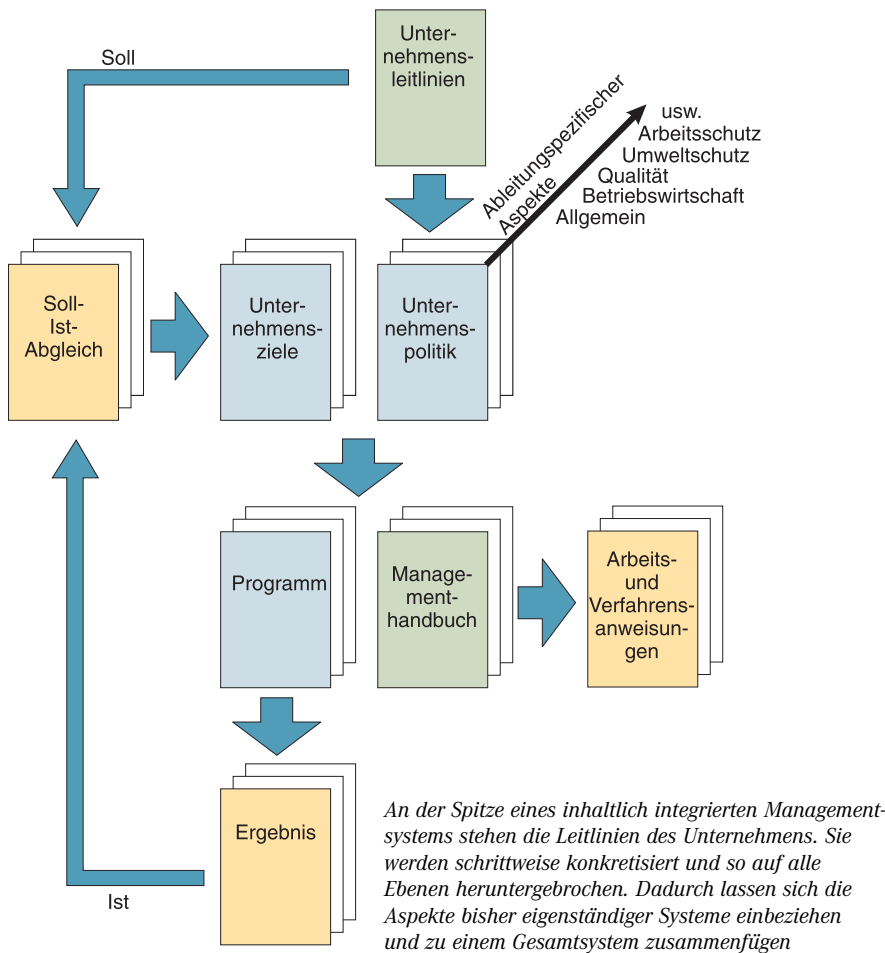 Soll
Unter-
nehmens-
leitlinien
Ableitungspezifischer
Aspekte
usw.
Arbeitsschutz
Umweltschutz
Qualität
Betriebswirtschaft
Allgemein
Soll-
Ist-
Abgleich
Unter-
nehmens-
ziele
Unter-
nehmens-
politik
Programm
Manage-
ment-
handbuch
Arbeits-
und
Verfahrens-
anweisun-
gen
Ergebnis
Ist
An der Spitze eines inhaltlich integrierten Management-
systems stehen die Leitlinien des Unternehmens. Sie
werden schrittweise konkretisiert und so auf alle
Ebenen heruntergebrochen. Dadurch lassen sich die
Aspekte bisher eigenständiger Systeme einbeziehen
und zu einem Gesamtsystem zusammenfügen